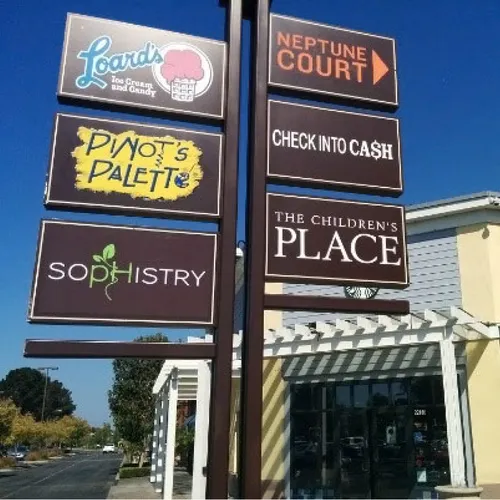 Loard's
Ice Cream
and Candy
PINOT'S
PALETTE
SOPHISTRY
NEPTUNE
COURT
CHECK INTO CA$H
THE CHILDREN'S
PLACE